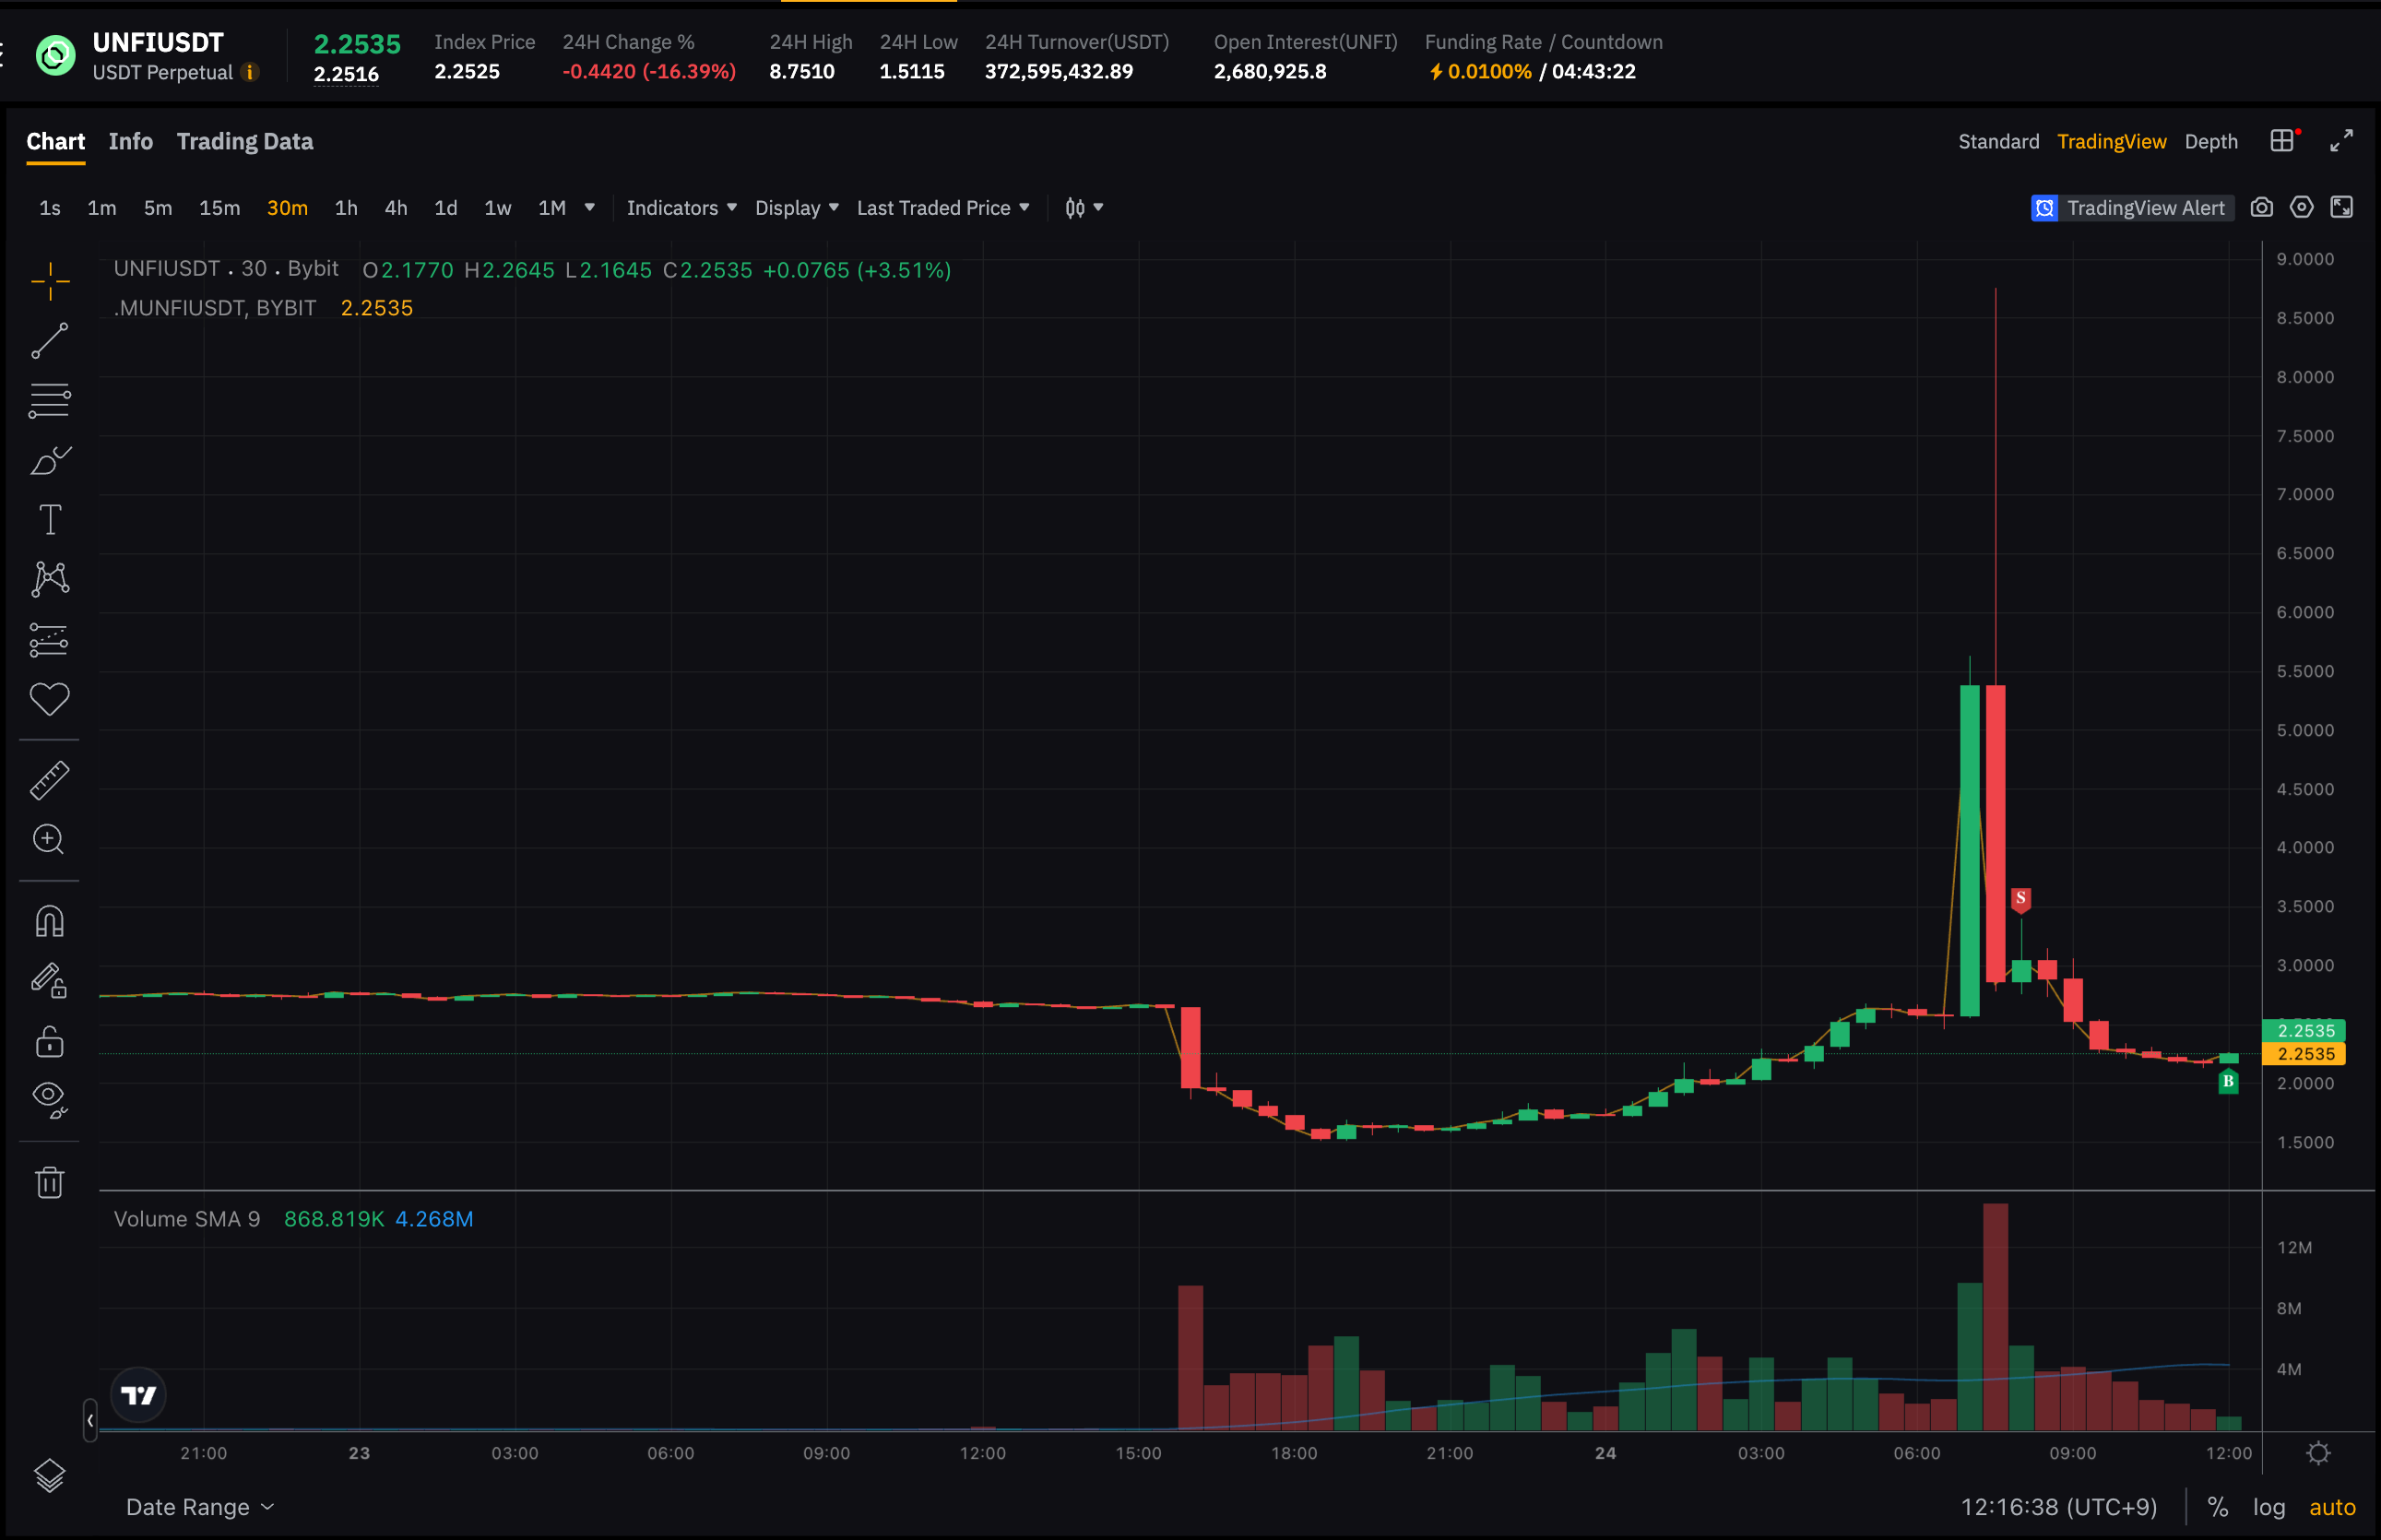 UNFIUSDT
USDT Perpetual
2.2535
2.2516
Index Price
2.2525
24H Change %
-0.4420 (-16.39%)
24H High
8.7510
24H Low
1.5115
24H Turnover(USDT)
372,595,432.89
Open Interest(UNFI)
2,680,925.8
Funding Rate / Countdown
0.0100% / 04:43:22
Chart Info Trading Data
Standard TradingView Depth
1s 1m 5m 15m 30m 1h 4h 1d 1w 1M Indicators Display Last Traded Price
TradingView Alert
UNFIUSDT . 30 . Bybit O2.1770 H2.2645 L2.1645 C2.2535 +0.0765 (+3.51%)
.MUNFIUSDT, BYBIT 2.2535
9.0000
8.5000
8.0000
7.5000
7.0000
6.5000
6.0000
5.5000
5.0000
4.5000
4.0000
3.5000
3.0000
2.2535
2.2535
2.0000
1.5000
S
B
Volume SMA 9 868.819K 4.268M
12M
8M
4M
21:00 23 03:00 06:00 09:00 12:00 15:00 18:00 21:00 24 03:00 06:00 09:00 12:00
Date Range
12:16:38 (UTC+9) % log auto